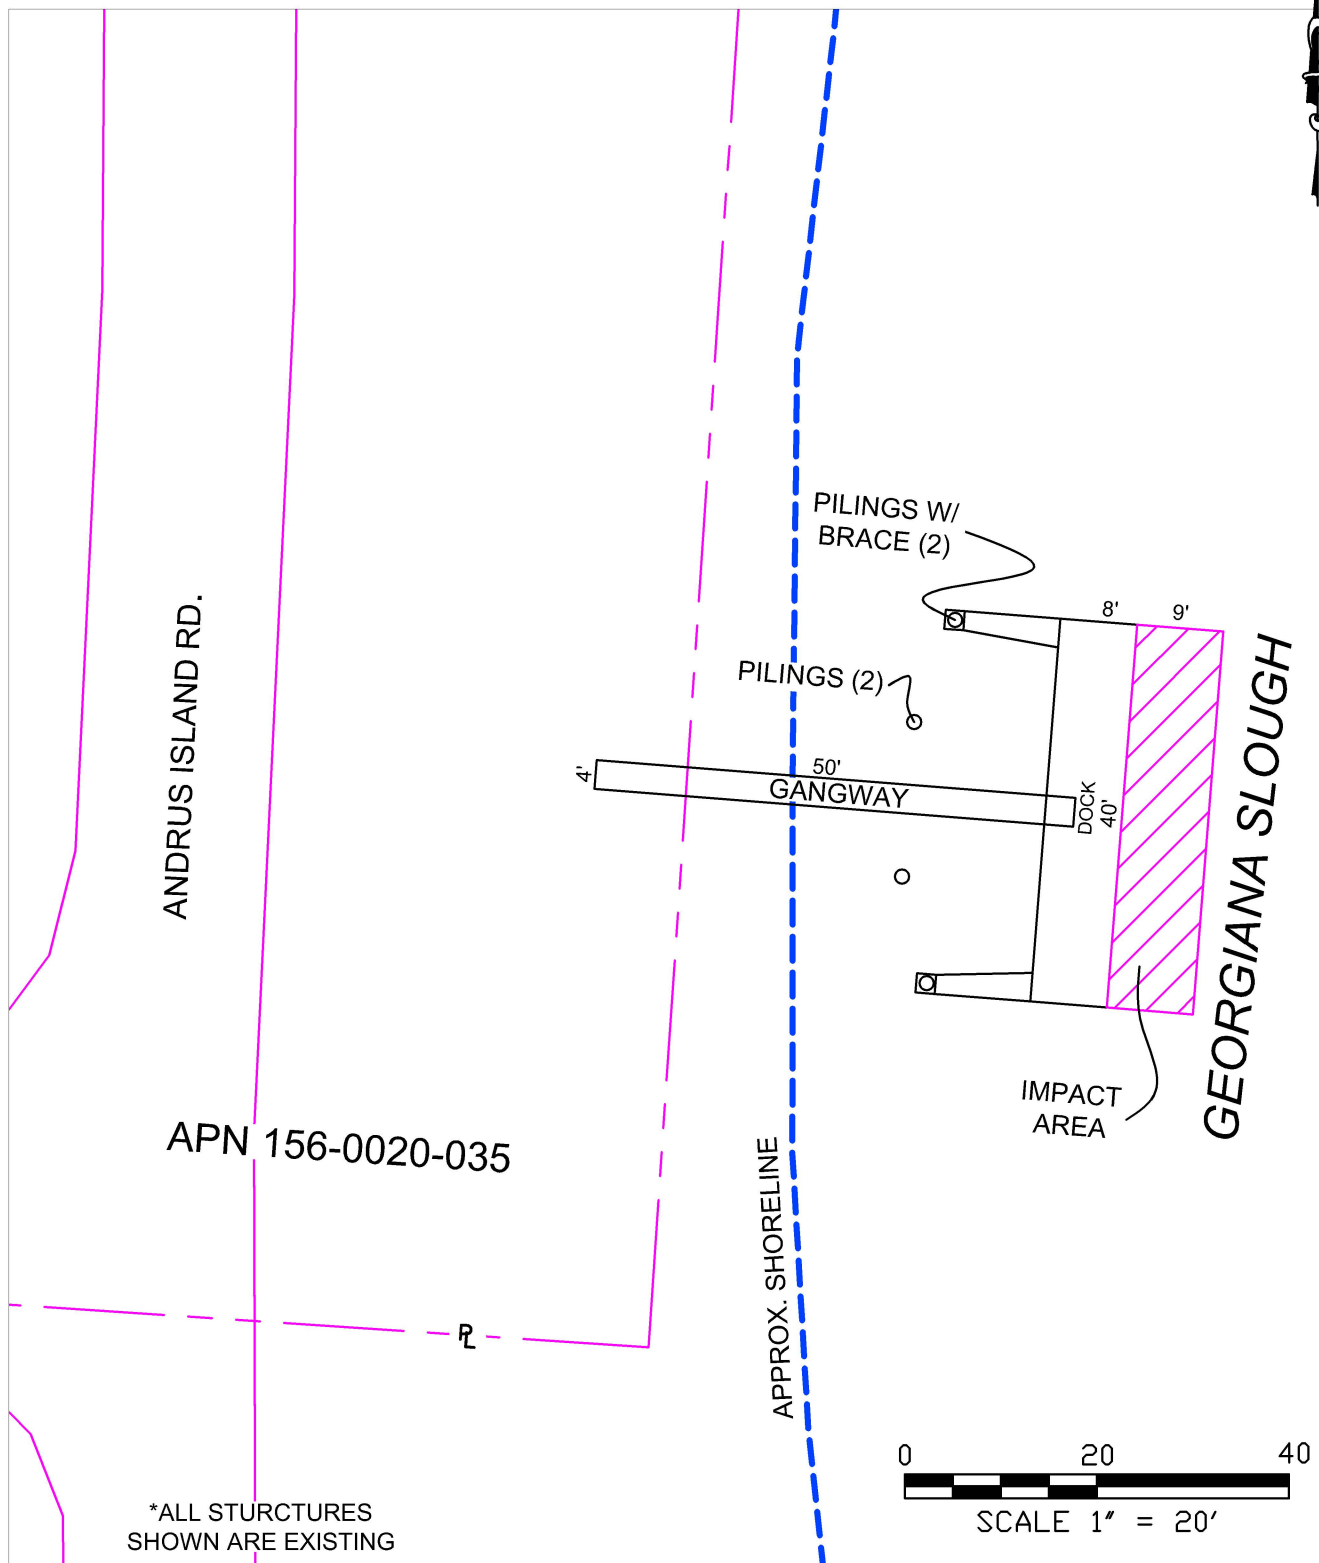 PILINGS W/
BRACE (2)
8'
9'
PILINGS (2)
ANDRUS ISLAND RD.
4'
50'
GANGWAY
DOCK
40'
GEORGIANA SLOUGH
IMPACT
AREA
APN 156-0020-035
APPROX. SHORELINE
PL
0 20 40
SCALE 1" = 20'
*ALL STURCTURES
SHOWN ARE EXISTING